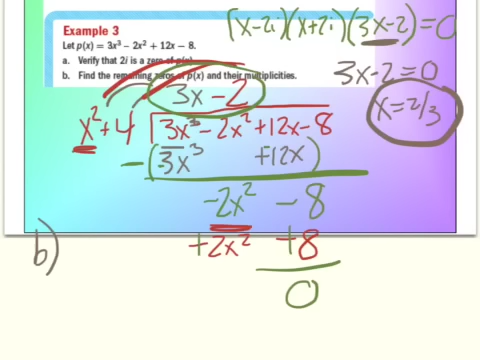 Example 3
Let p(x) = 3x³ − 2x² + 12x − 8.
a. Verify that 2i is a zero of p(x).
b. Find the remaining zeros of p(x) and their multiplicities.
(x-2i)(x+2i)(3x-2)=0
3x-2=0
x=2/3
3x-2
x²+4 3x³-2x²+12x-8
-(3x³ +12x)
-2x² -8
+2x² +8
0
b)